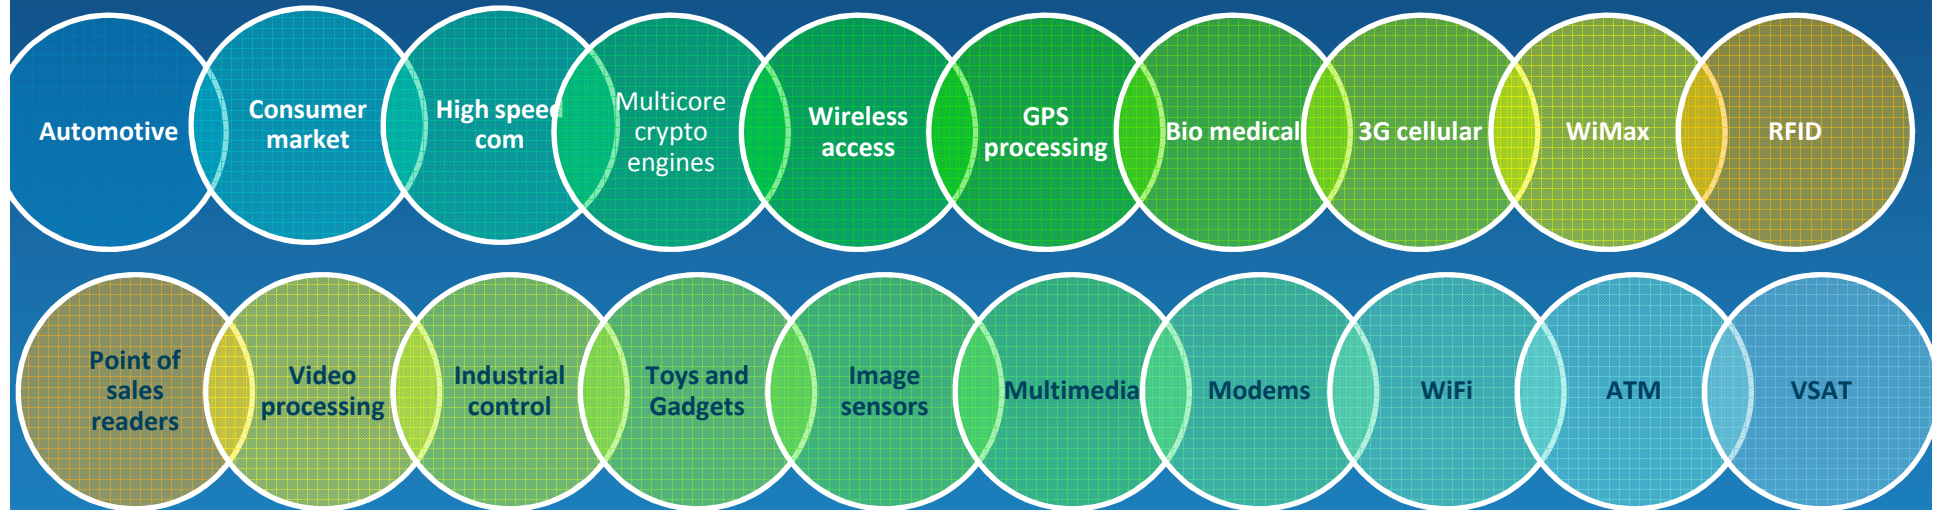 Automotive
Consumer
market
High speed
com
Multicore
crypto
engines
Wireless
access
GPS
processing
Bio medical
3G cellular
WiMax
RFID
Point of
sales
readers
Video
processing
Industrial
control
Toys and
Gadgets
Image
sensors
Multimedia
Modems
WiFi
ATM
VSAT